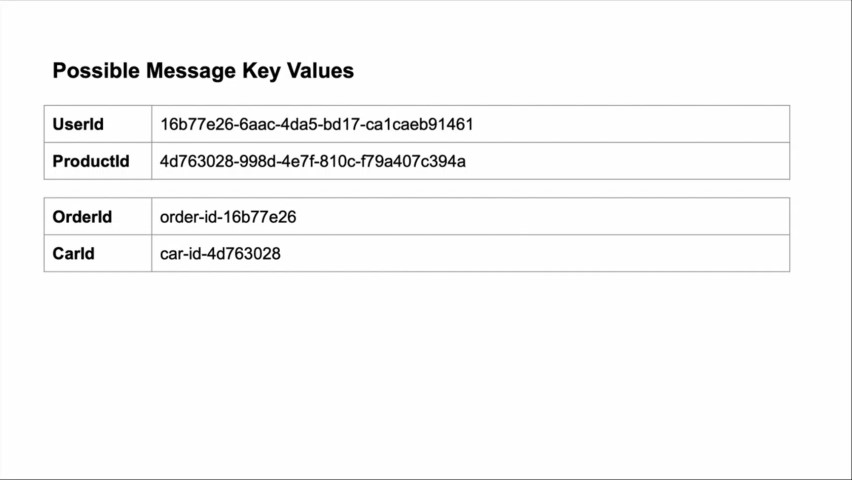 Possible Message Key Values
UserId 16b77e26-6aac-4da5-bd17-ca1caeb91461
ProductId 4d763028-998d-4e7f-810c-f79a407c394a
OrderId order-id-16b77e26
CarId car-id-4d763028